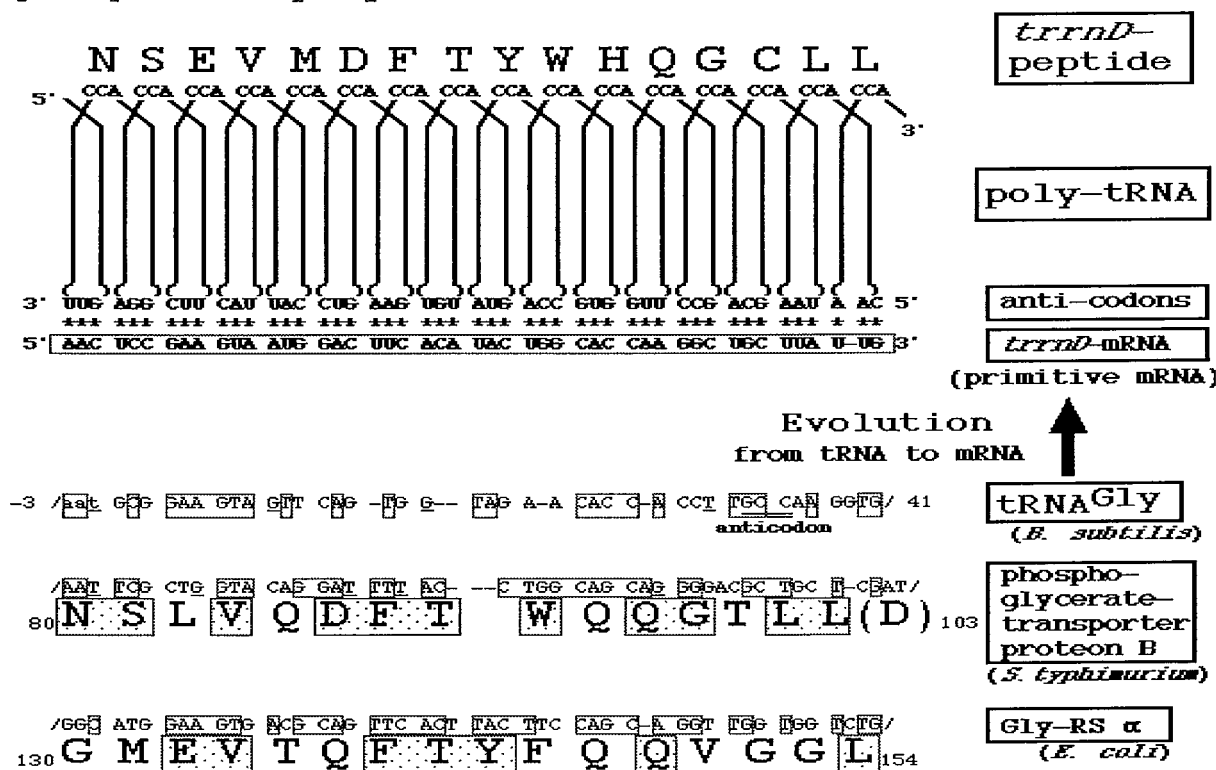 N S E V M D F T Y W H Q G C L L
trrnD-
peptide
5' CCA CCA CCA CCA CCA CCA CCA CCA CCA CCA CCA CCA CCA CCA CCA CCA 3'
poly-tRNA
3' UUG AGG CUU CAU UAC CUG AAG UGU AUG ACC GUG GUU CCG ACG AAU A AC 5'
anti-codons
*** *** *** *** *** *** *** *** *** *** *** *** *** *** *** * **
5' AAC UCC GAA GUA AUG GAC UUC ACA UAC UGG CAC CAA GGC UGC UUA U-UG 3'
trrnD-mRNA
(primitive mRNA)
Evolution
from tRNA to mRNA
-3 /aat GCG GAA GTA GTT CAG -TG G-- TAG A-A CAC C-A CCT TGC CAN GGTG/ 41
anticodon
tRNAGly
(B. subtilis)
/AAT TCG CTG GTA CAG GAT TTT AC- --C TGG CAG CAG GGGACGCTGCT-CGAT/
80 N S L V Q D F T W Q Q G T L L (D) 103
phospho-
glycerate-
transporter
proteon B
(S. typhimurium)
/GGC ATG GAA GTG ACG CAG TTC ACT TAC TTC CAG C-A GGT TGG TGG TCTG/
130 G M E V T Q F T Y F Q Q V G G L 154
Gly-RS α
(E. coli)